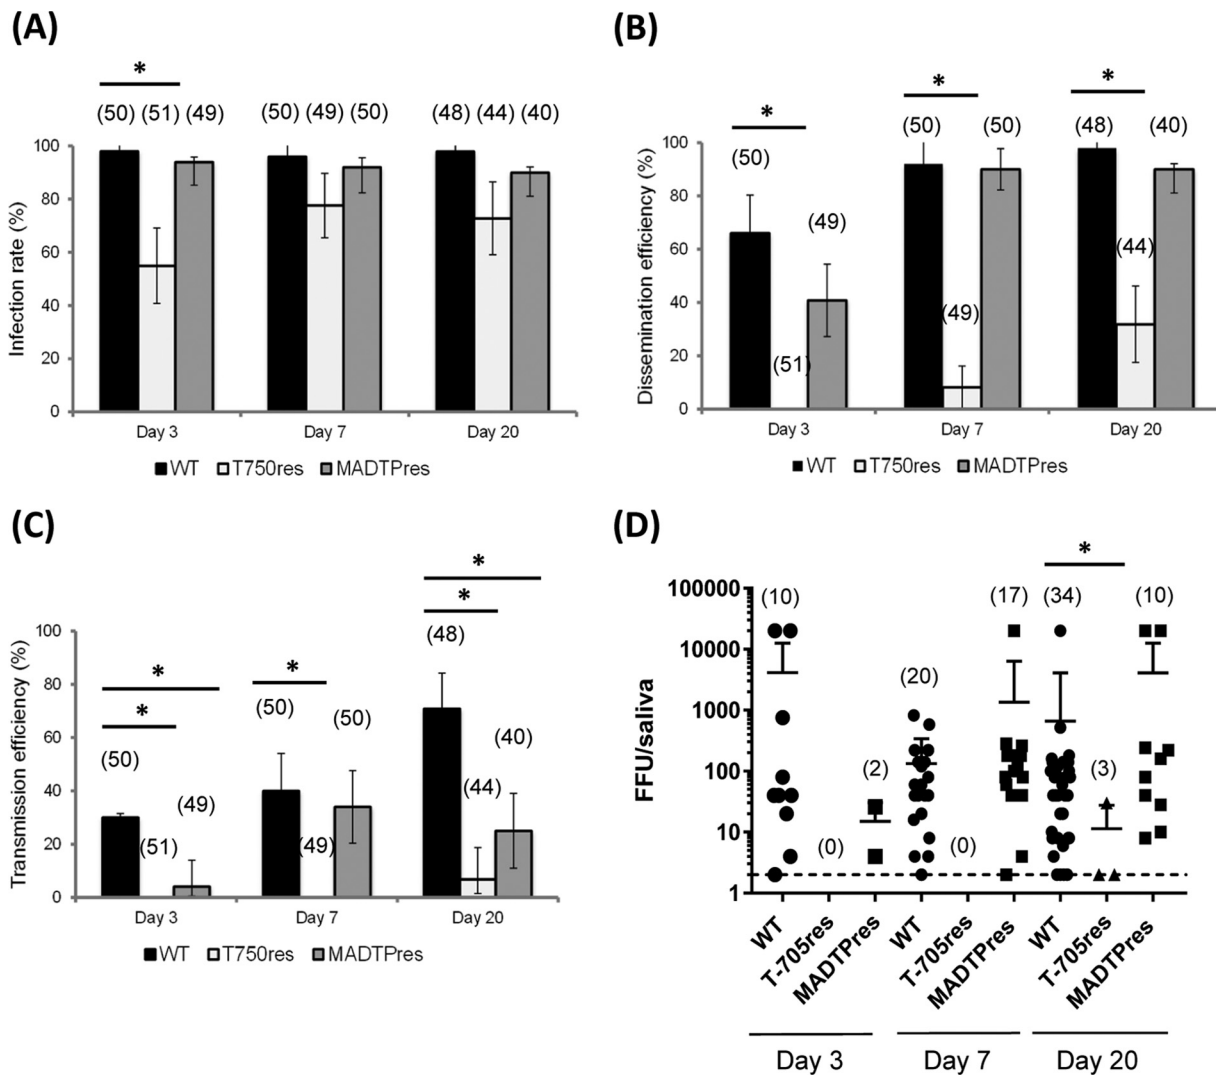 (A)
*
(50) (51) (49) (50) (49) (50) (48) (44) (40)
Infection rate (%)
100
80
60
40
20
0
Day 3 Day 7 Day 20
WT T750res MADTPres
(B)
* * *
(50) (51) (49) (50) (49) (50) (48) (44) (40)
Dissemination efficiency (%)
100
80
60
40
20
0
Day 3 Day 7 Day 20
WT T750res MADTPres
(C)
* * * * *
(50) (51) (49) (50) (49) (50) (48) (44) (40)
Transmission efficiency (%)
100
80
60
40
20
0
Day 3 Day 7 Day 20
WT T750res MADTPres
(D)
*
(10) (0) (2) (20) (0) (17) (34) (3) (10)
FFU/saliva
100000
10000
1000
100
10
1
WT T-705res MADTPres WT T-705res MADTPres WT T-705res MADTPres
Day 3 Day 7 Day 20